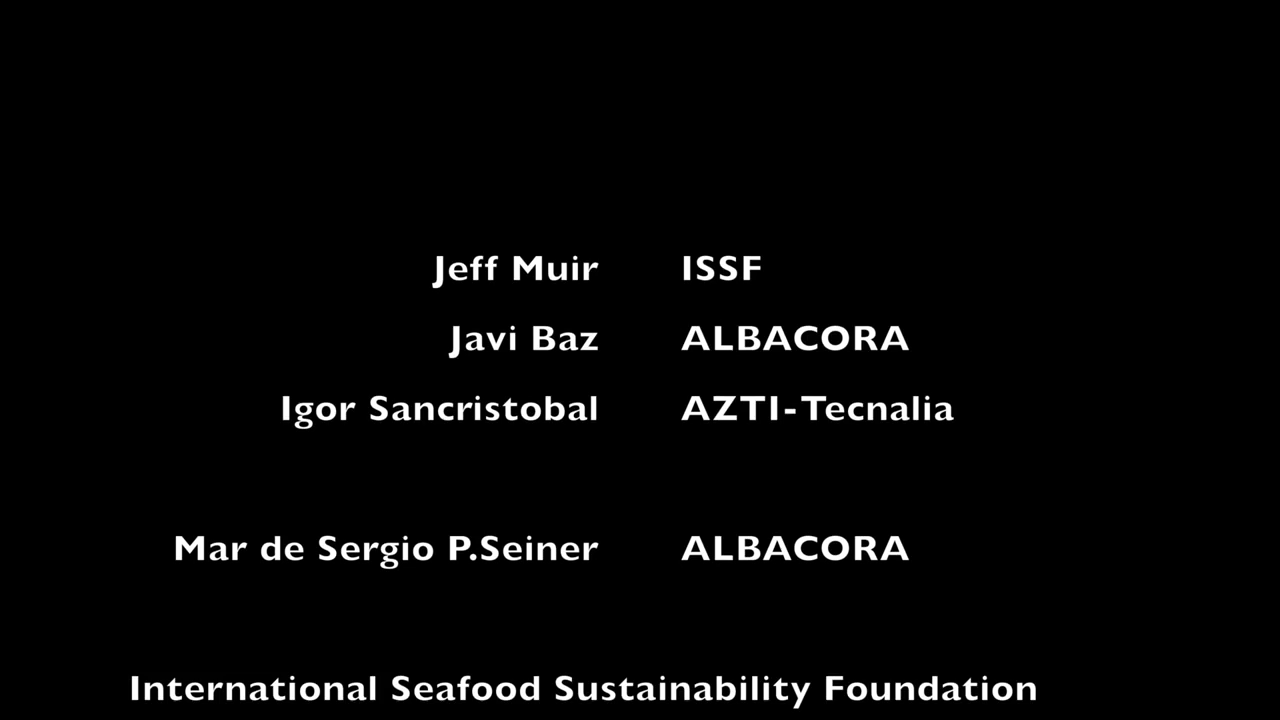 Jeff Muir ISSF
Javi Baz ALBACORA
Igor Sancristobal AZTI-Tecnalia
Mar de Sergio P.Seiner ALBACORA
International Seafood Sustainability Foundation